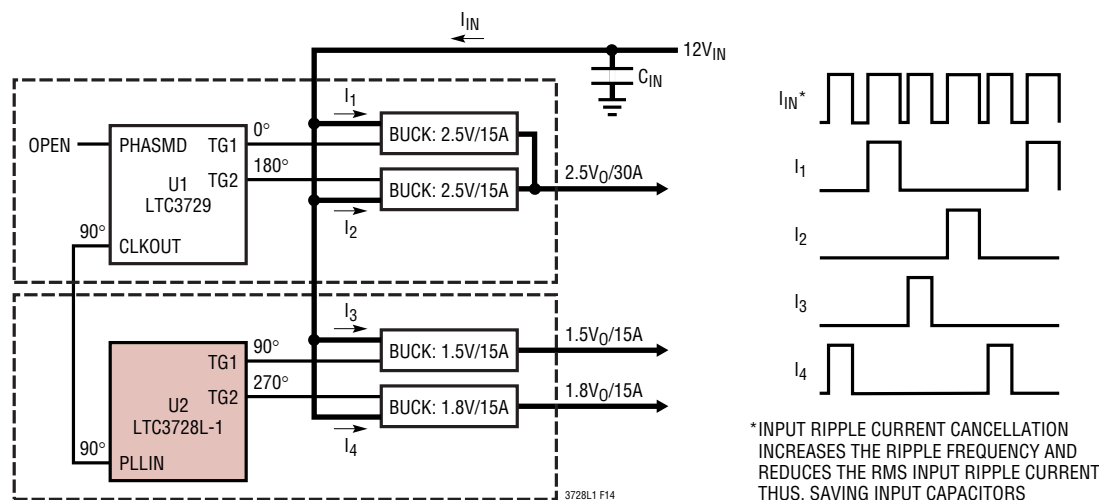 I_IN
12V_IN
C_IN
I_1
BUCK: 2.5V/15A
OPEN
PHASMD
TG1
0°
U1
LTC3729
TG2
180°
BUCK: 2.5V/15A
2.5V_O/30A
I_2
90°
CLKOUT
I_3
BUCK: 1.5V/15A
1.5V_O/15A
TG1
90°
U2
LTC3728L-1
TG2
270°
BUCK: 1.8V/15A
1.8V_O/15A
I_4
90°
PLLIN
3728L1 F14
I_IN*
I_1
I_2
I_3
I_4
*INPUT RIPPLE CURRENT CANCELLATION
INCREASES THE RIPPLE FREQUENCY AND
REDUCES THE RMS INPUT RIPPLE CURRENT
THUS, SAVING INPUT CAPACITORS